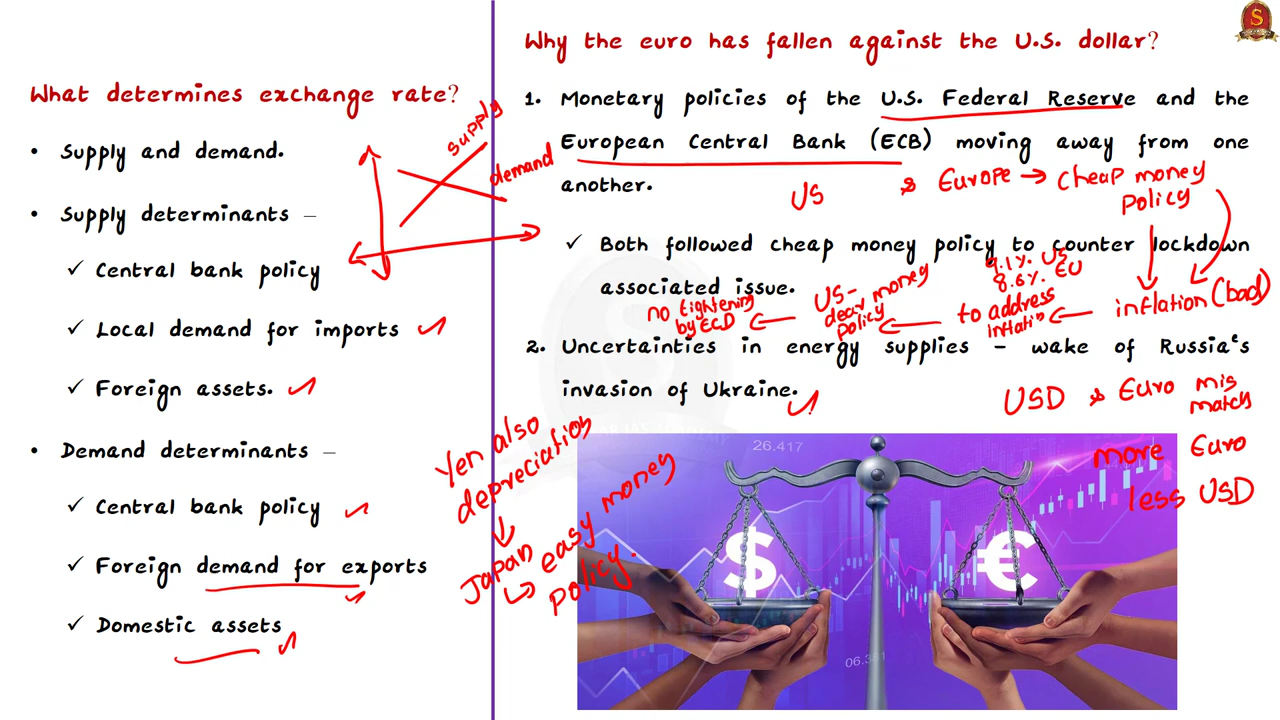 What determines exchange rate?
• Supply and demand.
• Supply determinants –
✓ Central bank policy
✓ Local demand for imports
✓ Foreign assets.
• Demand determinants –
✓ Central bank policy
✓ Foreign demand for exports
✓ Domestic assets
supply
demand
Why the euro has fallen against the U.S. dollar?
1. Monetary policies of the U.S. Federal Reserve and the
European Central Bank (ECB) moving away from one
another.
US & Europe → cheap money
policy
✓ Both followed cheap money policy to counter lockdown
associated issue.
inflation (bad)
9.1% US
8.6% EU
to address
US -
dear money
policy
no tightening
by ECD
2. Uncertainties in energy supplies – wake of Russia's
invasion of Ukraine.
USD & Euro mis
match
more Euro
less USD
Yen also
depreciation
Japan
easy money
policy.
26.417
$
€
S